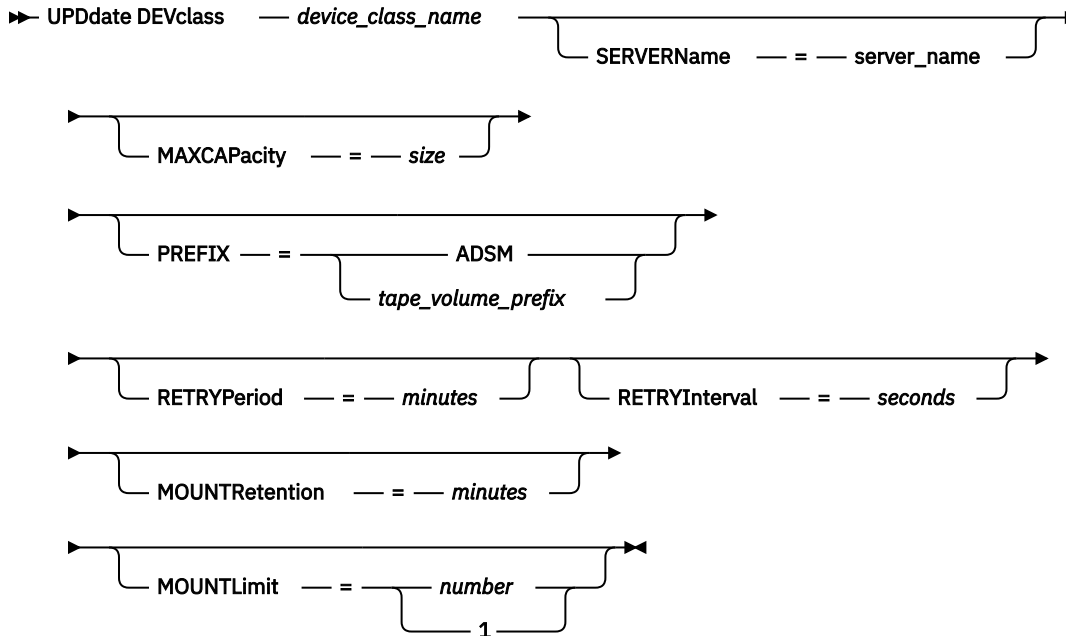 UPDdate DEVclass device_class_name
SERVERName = server_name
MAXCAPacity = size
PREFIX = ADSM
tape_volume_prefix
RETRYPeriod = minutes RETRYInterval = seconds
MOUNTRetention = minutes
MOUNTLimit = number
1